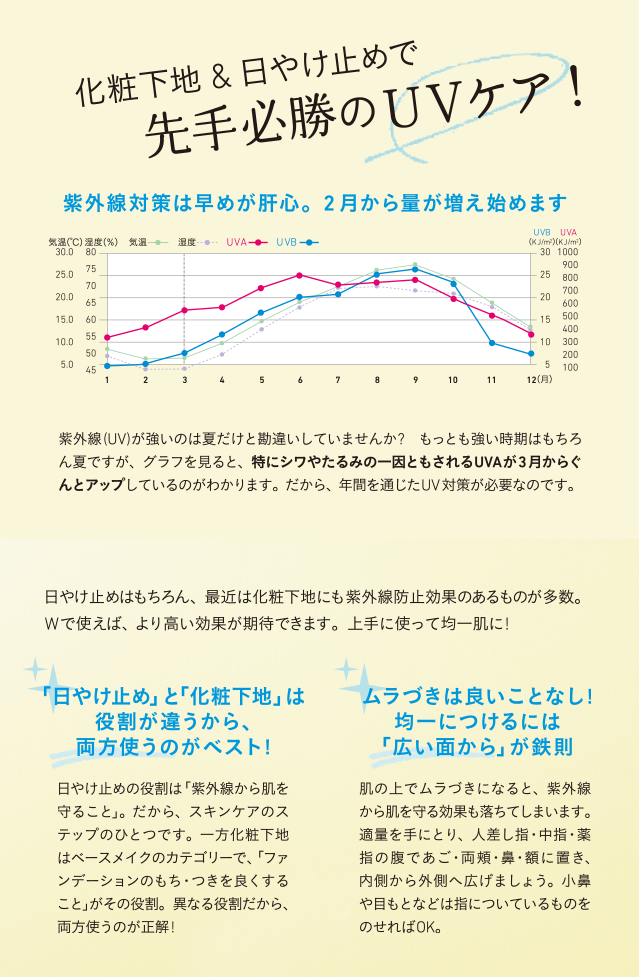 化粧下地 & 日やけ止めで
先手必勝のUVケア！
紫外線対策は早めが肝心。2月から量が増え始めます
気温(℃) 湿度(%) 気温 湿度 UVA UVB
UVB UVA
(KJ/m²)(KJ/m²)
30.0 80 30 1000
900
25.0 75 25 800
20.0 70 20 700
65 600
15.0 60 15 500
400
10.0 55 10 300
50 200
5.0 45 5 100
1 2 3 4 5 6 7 8 9 10 11 12(月)
紫外線(UV)が強いのは夏だけと勘違いしていませんか？　もっとも強い時期はもちろ
ん夏ですが、グラフを見ると、特にシワやたるみの一因ともされるUVAが3月からぐ
んとアップしているのがわかります。だから、年間を通じたUV対策が必要なのです。
日やけ止めはもちろん、最近は化粧下地にも紫外線防止効果のあるものが多数。
Wで使えば、より高い効果が期待できます。上手に使って均一肌に！
「日やけ止め」と「化粧下地」は
役割が違うから、
両方使うのがベスト！
日やけ止めの役割は「紫外線から肌を
守ること」。だから、スキンケアのス
テップのひとつです。一方化粧下地
はベースメイクのカテゴリーで、「ファ
ンデーションのもち・つきを良くする
こと」がその役割。異なる役割だから、
両方使うのが正解！
ムラづきは良いことなし！
均一につけるには
「広い面から」が鉄則
肌の上でムラづきになると、紫外線
から肌を守る効果も落ちてしまいます。
適量を手にとり、人差し指・中指・薬
指の腹であご・両頬・鼻・額に置き、
内側から外側へ広げましょう。小鼻
や目もとなどは指についているものを
のせればOK。